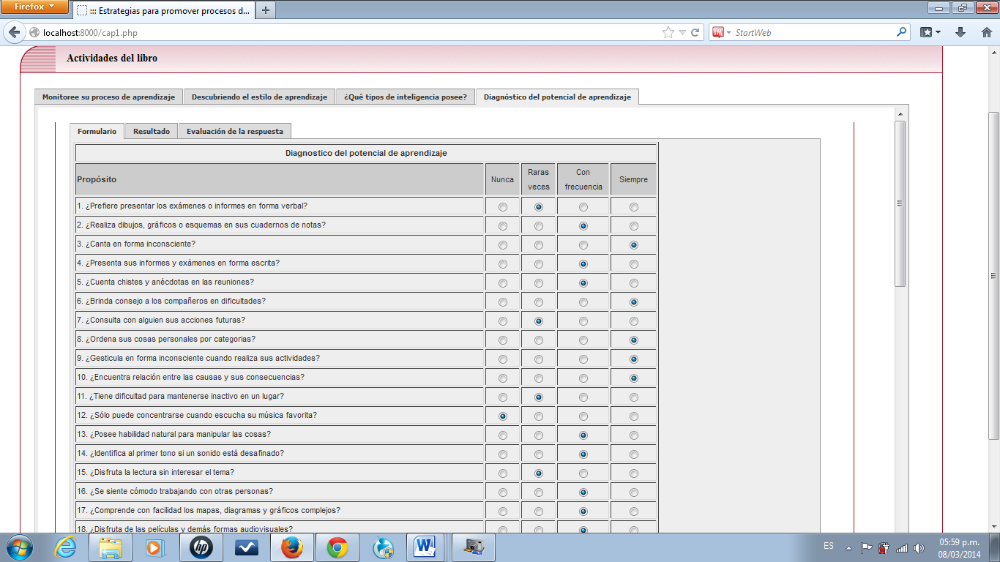 Firefox
::: Estrategias para promover procesos d...
localhost:8000/cap1.php
StartWeb
Actividades del libro
Monitoree su proceso de aprendizaje
Descubriendo el estilo de aprendizaje
¿Qué tipos de inteligencia posee?
Diagnóstico del potencial de aprendizaje
Formulario
Resultado
Evaluación de la respuesta
Diagnostico del potencial de aprendizaje
Propósito
Nunca
Raras
veces
Con
frecuencia
Siempre
1. ¿Prefiere presentar los exámenes o informes en forma verbal?
2. ¿Realiza dibujos, gráficos o esquemas en sus cuadernos de notas?
3. ¿Canta en forma inconsciente?
4. ¿Presenta sus informes y exámenes en forma escrita?
5. ¿Cuenta chistes y anécdotas en las reuniones?
6. ¿Brinda consejo a los compañeros en dificultades?
7. ¿Consulta con alguien sus acciones futuras?
8. ¿Ordena sus cosas personales por categorias?
9. ¿Gesticula en forma inconsciente cuando realiza sus actividades?
10. ¿Encuentra relación entre las causas y sus consecuencias?
11. ¿Tiene dificultad para mantenerse inactivo en un lugar?
12. ¿Sólo puede concentrarse cuando escucha su música favorita?
13. ¿Posee habilidad natural para manipular las cosas?
14. ¿Identifica al primer tono si un sonido está desafinado?
15. ¿Disfruta la lectura sin interesar el tema?
16. ¿Se siente cómodo trabajando con otras personas?
17. ¿Comprende con facilidad los mapas, diagramas y gráficos complejos?
18. ¿Disfruta de las películas y demás formas audiovisuales?
ES
05:59 p.m.
08/03/2014